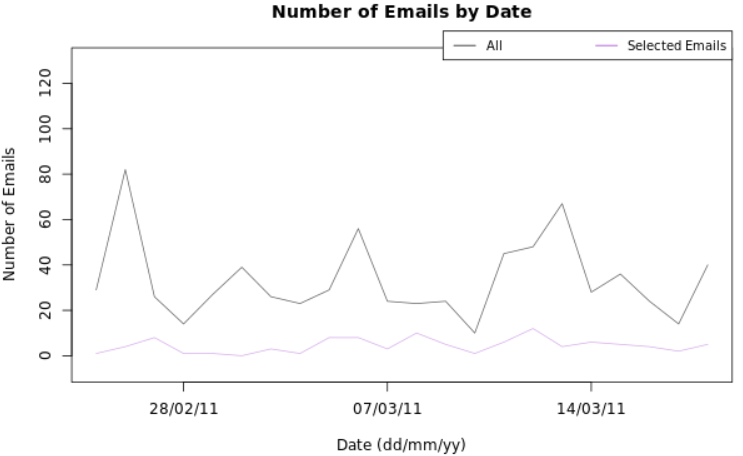 Number of Emails by Date
All Selected Emails
120
100
80
60
40
20
0
Number of Emails
28/02/11 07/03/11 14/03/11
Date (dd/mm/yy)